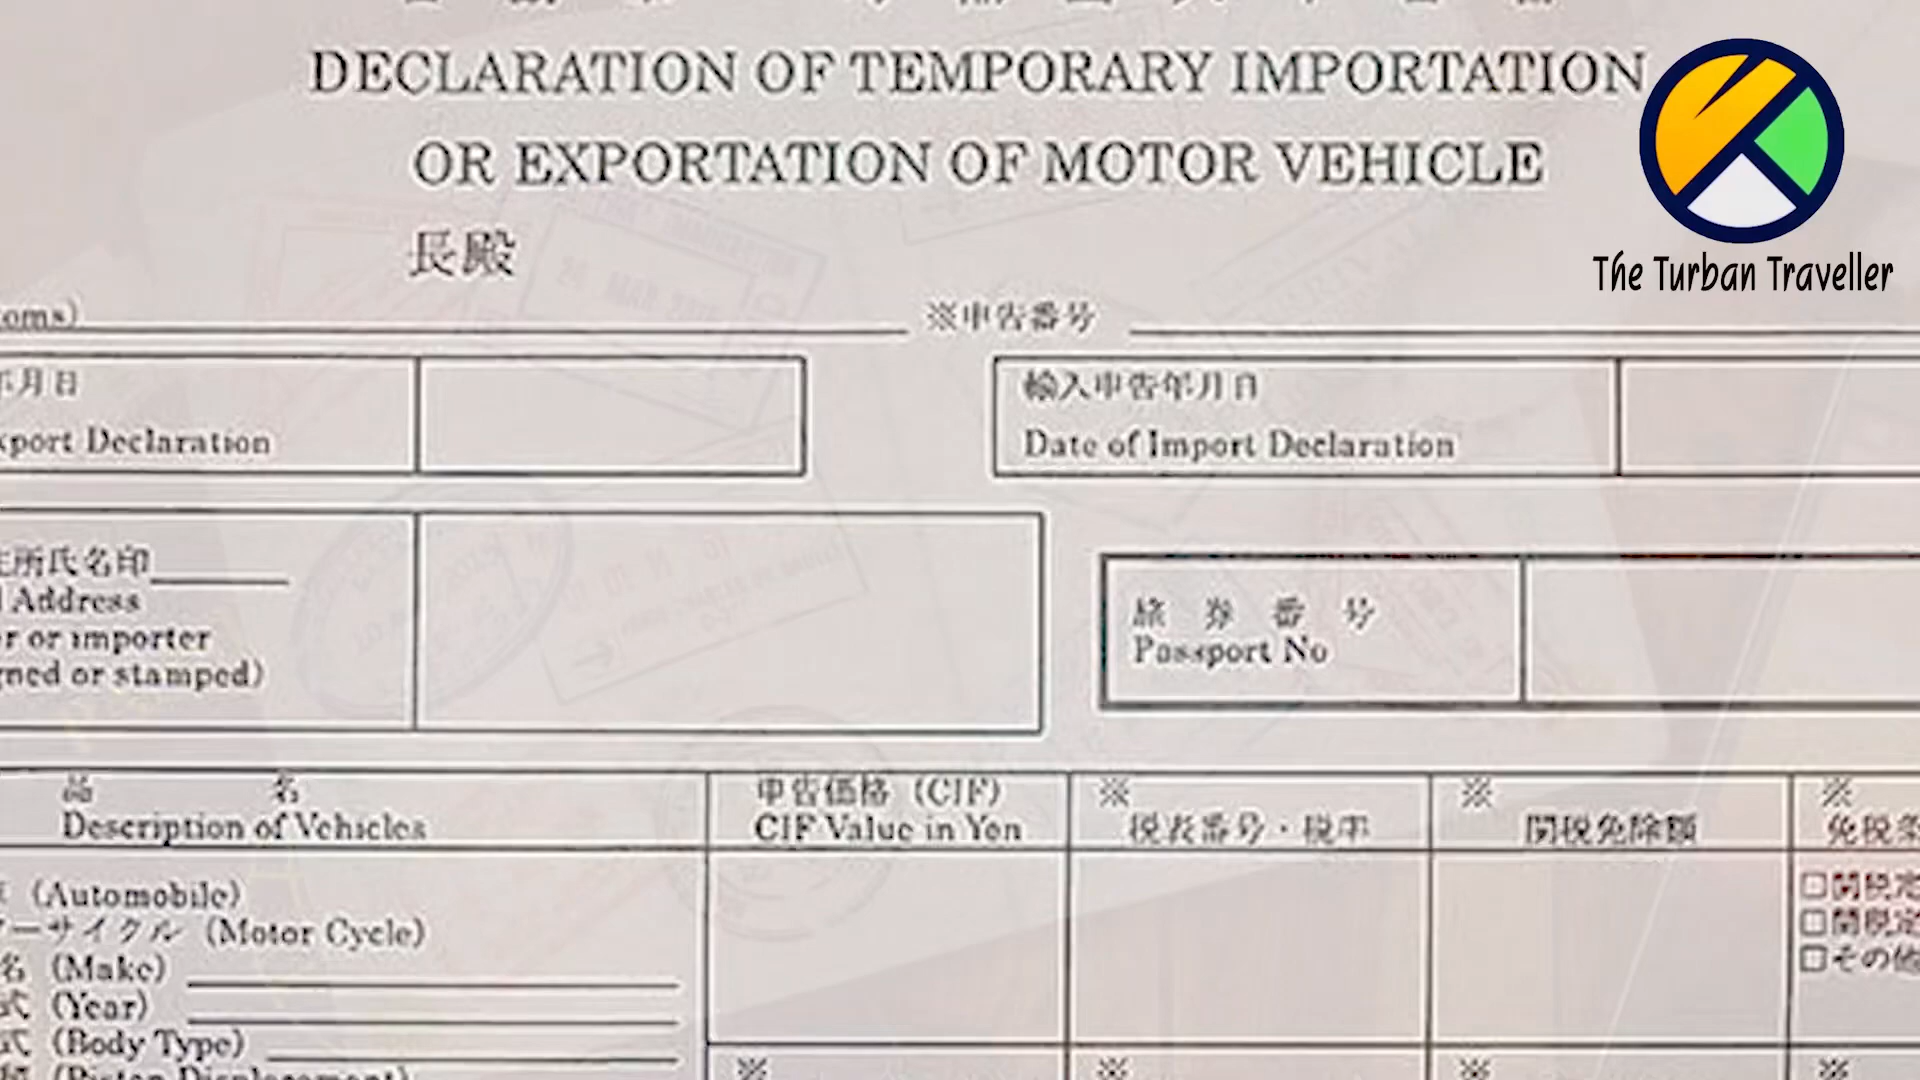 DECLARATION OF TEMPORARY IMPORTATION
OR EXPORTATION OF MOTOR VEHICLE
The Turban Traveller
長殿
oms)
※申告番号
年月日
xport Declaration
輸入申告年月日
Date of Import Declaration
住所氏名印
Address
r or importer
gned or stamped)
旅 券 番 号
Passport No
品 名
Description of Vehicles
申告価格 (CIF)
CIF Value in Yen
※
税表番号・税率
※
関税免除額
※
免税条
(Automobile)
ーサイクル (Motor Cycle)
名 (Make)
式 (Year)
式 (Body Type)
(Piston Displacement)
□関税定
□関税定
□その他
※
※
※
※